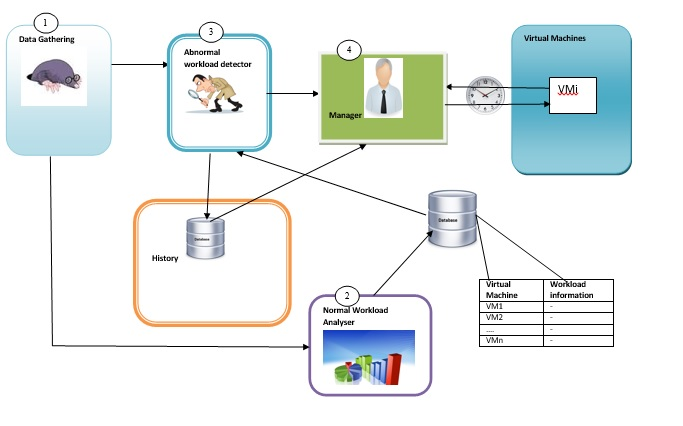 1
Data Gathering
3
Abnormal
workload detector
4
Manager
Virtual Machines
VMi
Database
History
Database
2
Normal Workload
Analyser
Virtual Machine	Workload information
VM1	-
VM2	-
....	-
VMn	-